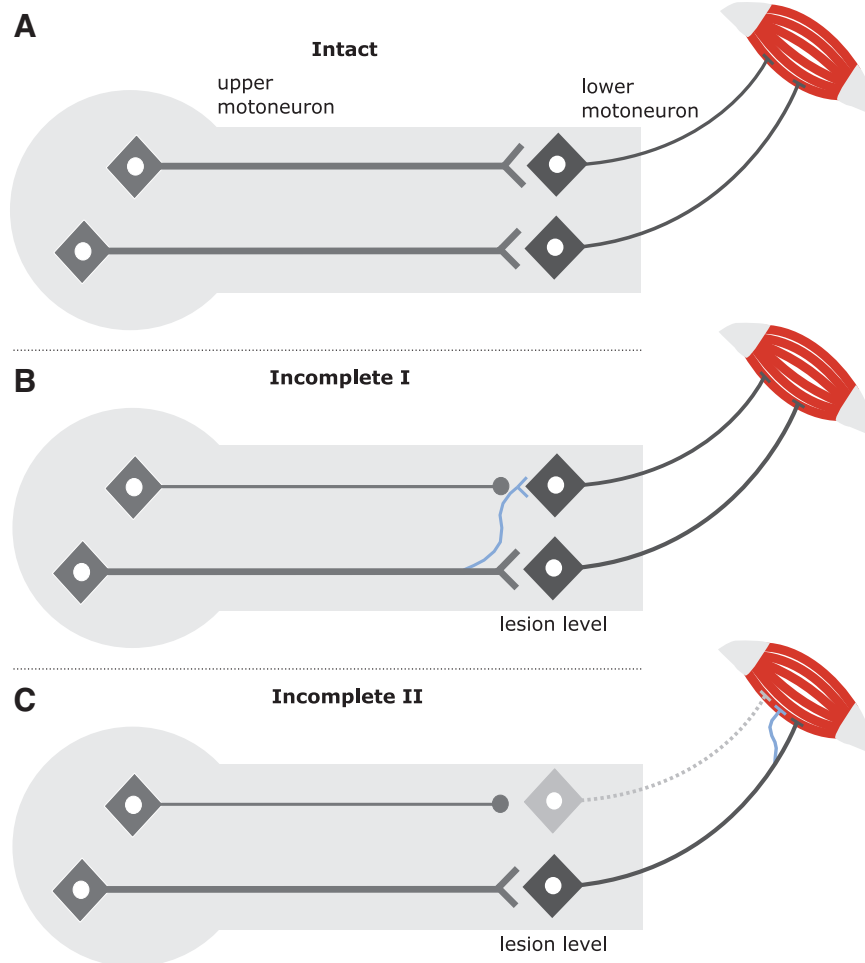 A
Intact
upper
motoneuron
lower
motoneuron
B
Incomplete I
lesion level
C
Incomplete II
lesion level